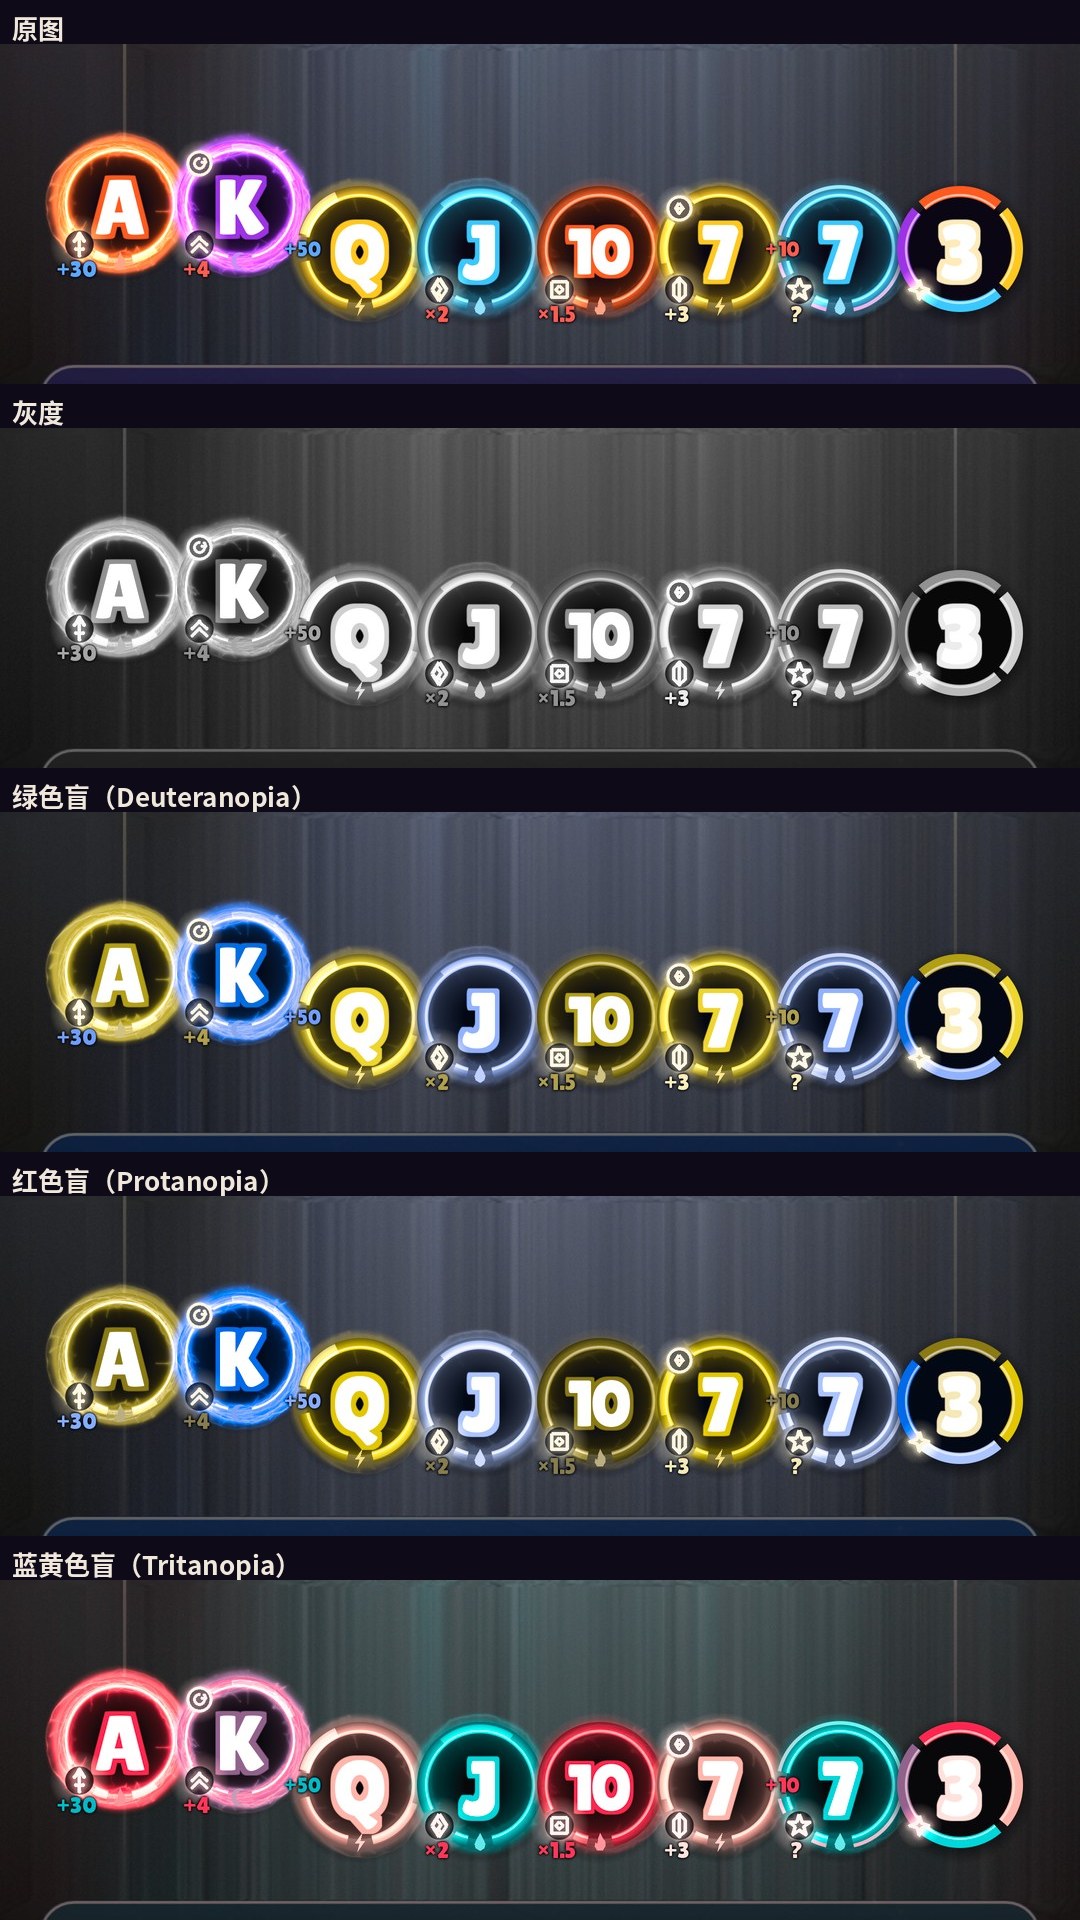 原图
A K Q J 10 7 7 3
+30 +4 +50 ×2 ×1.5 +3 +10 ?
灰度
A K Q J 10 7 7 3
+30 +4 +50 ×2 ×1.5 +3 +10 ?
绿色盲（Deuteranopia）
A K Q J 10 7 7 3
+30 +4 +50 ×2 ×1.5 +3 +10 ?
红色盲（Protanopia）
A K Q J 10 7 7 3
+30 +4 +50 ×2 ×1.5 +3 +10 ?
蓝黄色盲（Tritanopia）
A K Q J 10 7 7 3
+30 +4 +50 ×2 ×1.5 +3 +10 ?